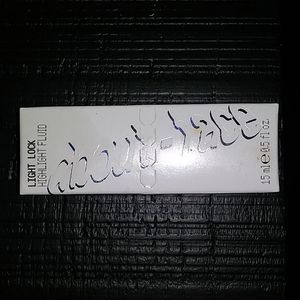 LIGHT LOCK
HIGHLIGHT FLUID
about-face
15 ml ℮ 0.5 fl oz.